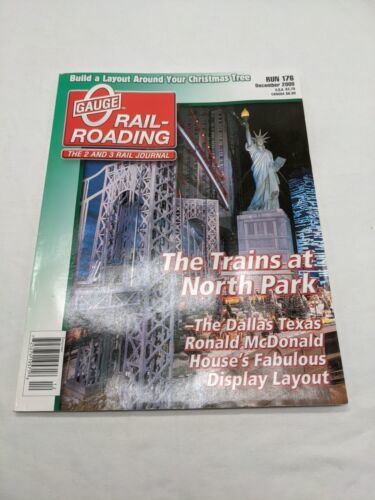 Build a Layout Around Your Christmas Tree
RUN 176
December 2000
O GAUGE
RAIL-
ROADING
THE 2 AND 3 RAIL JOURNAL
The Trains at
North Park
–The Dallas Texas
Ronald McDonald
House's Fabulous
Display Layout